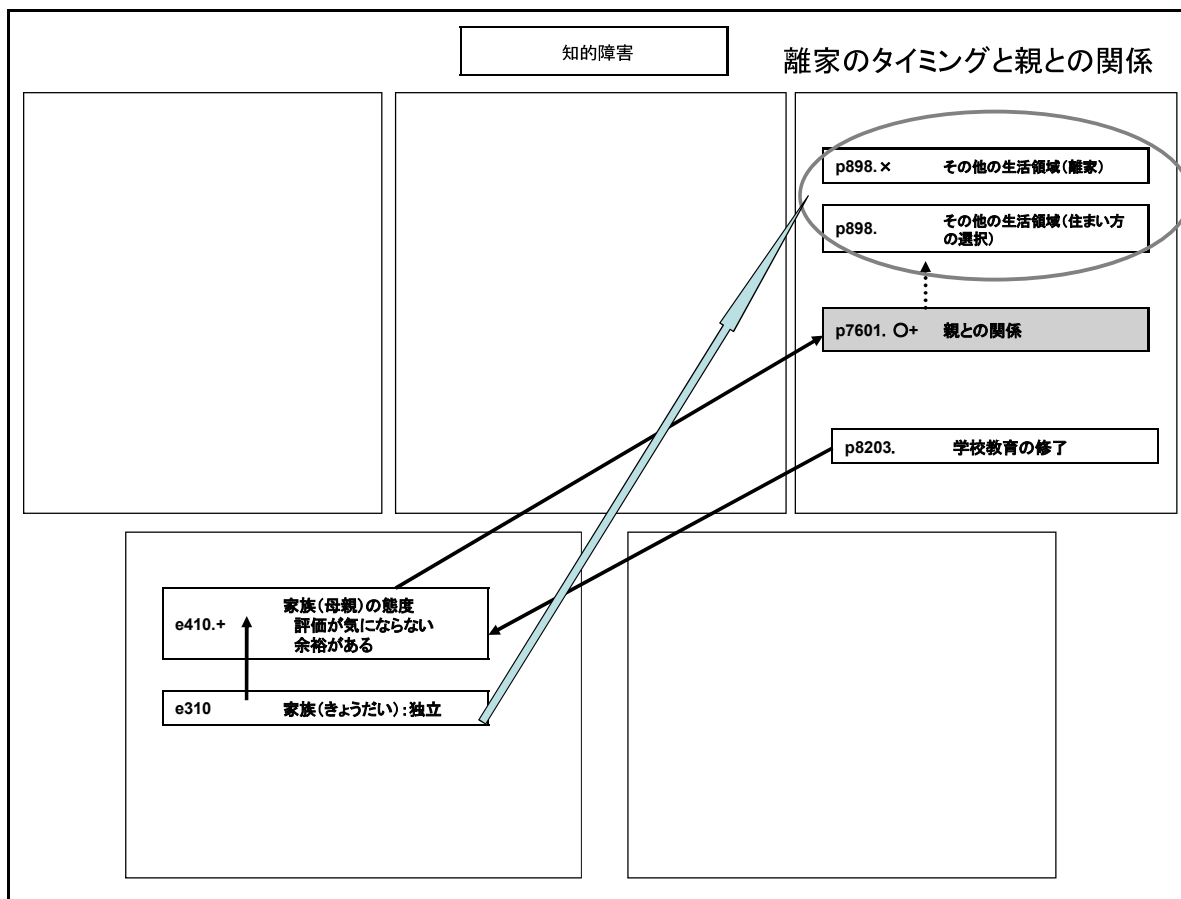 知的障害
離家のタイミングと親との関係
p898.× その他の生活領域(離家)
p898. その他の生活領域(住まい方
の選択)
p7601. ○+ 親との関係
p8203. 学校教育の修了
家族(母親)の態度
e410.+ 評価が気にならない
余裕がある
e310 家族(きょうだい):独立